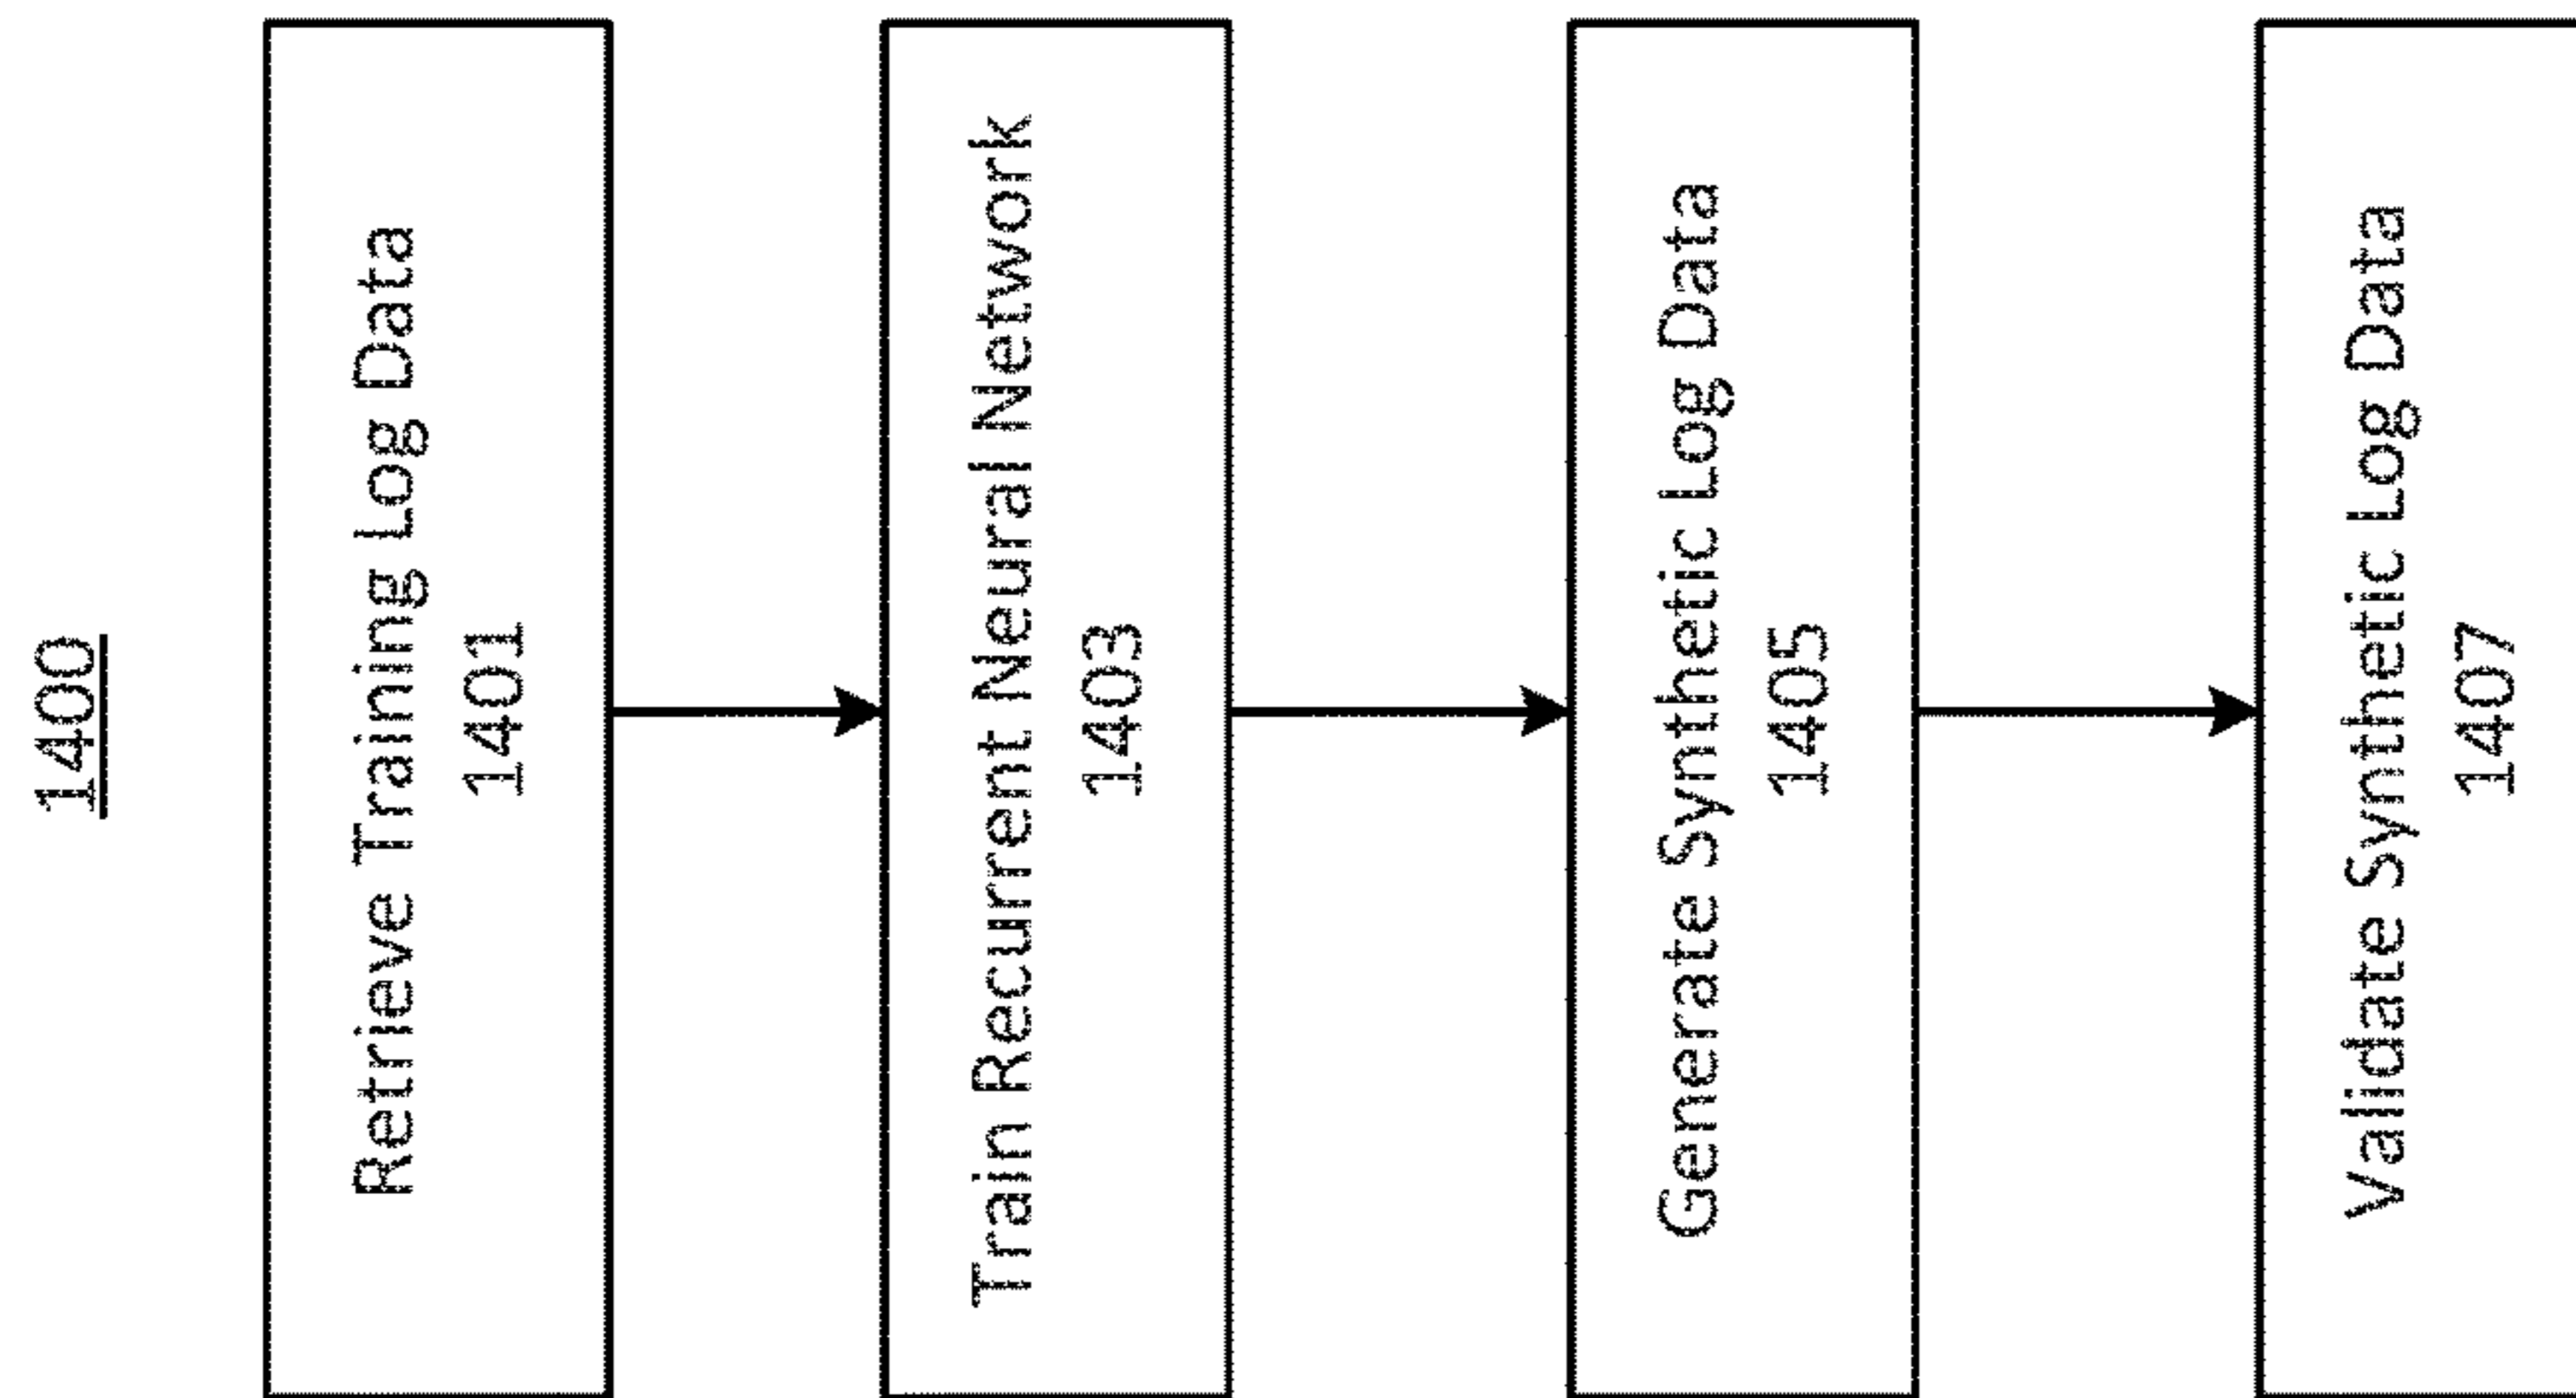 1400
Retrieve Training Log Data
1401
Train Recurrent Neural Network
1403
Generate Synthetic Log Data
1405
Validate Synthetic Log Data
1407